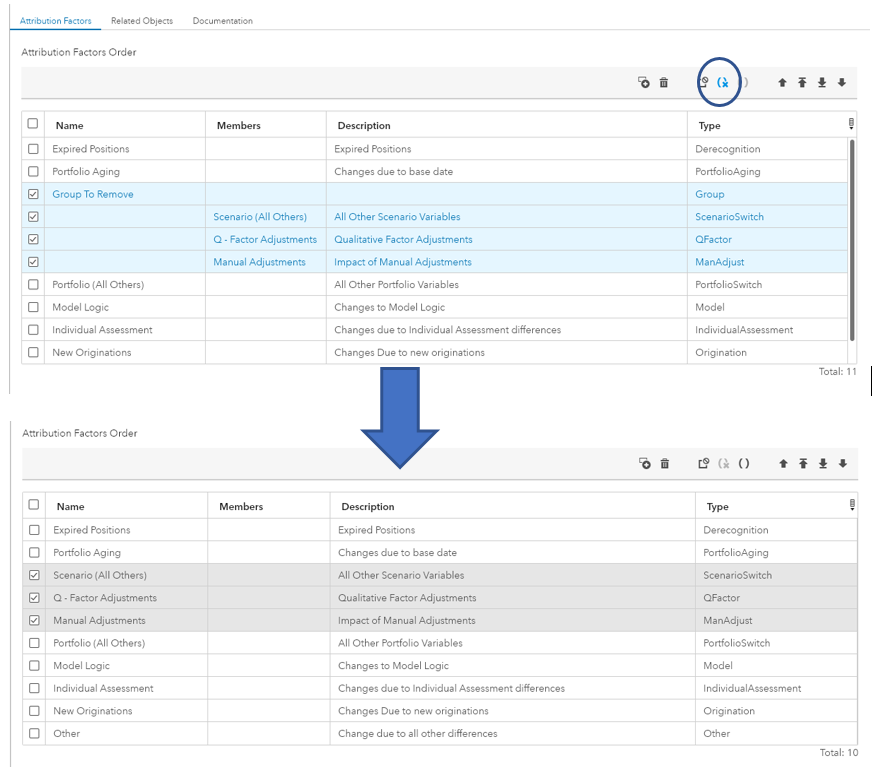 Attribution Factors Related Objects Documentation
Attribution Factors Order
Name Members Description Type
Expired Positions Expired Positions Derecognition
Portfolio Aging Changes due to base date PortfolioAging
Group To Remove Group
Scenario (All Others) All Other Scenario Variables ScenarioSwitch
Q - Factor Adjustments Qualitative Factor Adjustments QFactor
Manual Adjustments Impact of Manual Adjustments ManAdjust
Portfolio (All Others) All Other Portfolio Variables PortfolioSwitch
Model Logic Changes to Model Logic Model
Individual Assessment Changes due to Individual Assessment differences IndividualAssessment
New Originations Changes Due to new originations Origination
Total: 11
Attribution Factors Order
Name Members Description Type
Expired Positions Expired Positions Derecognition
Portfolio Aging Changes due to base date PortfolioAging
Scenario (All Others) All Other Scenario Variables ScenarioSwitch
Q - Factor Adjustments Qualitative Factor Adjustments QFactor
Manual Adjustments Impact of Manual Adjustments ManAdjust
Portfolio (All Others) All Other Portfolio Variables PortfolioSwitch
Model Logic Changes to Model Logic Model
Individual Assessment Changes due to Individual Assessment differences IndividualAssessment
New Originations Changes Due to new originations Origination
Other Change due to all other differences Other
Total: 10